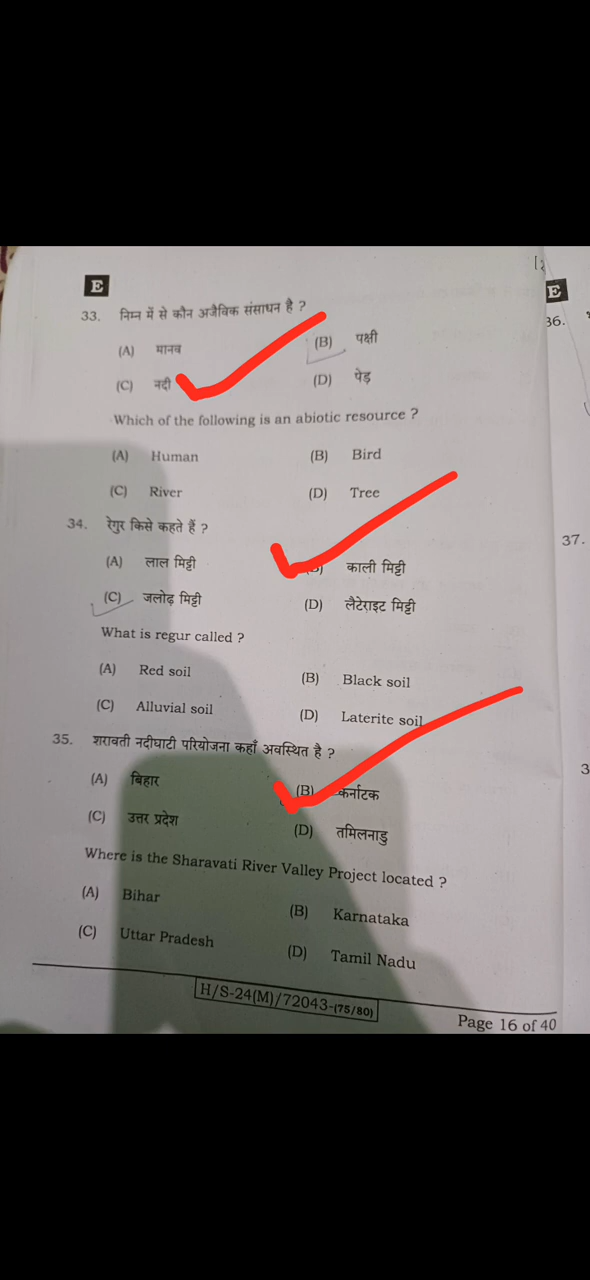 E
33. निम्न में से कौन अजैविक संसाधन है ?
(A) मानव (B) पक्षी
(C) नदी (D) पेड़
Which of the following is an abiotic resource ?
(A) Human (B) Bird
(C) River (D) Tree
34. रेगुर किसे कहते हैं ?
(A) लाल मिट्टी काली मिट्टी
(C) जलोढ़ मिट्टी (D) लैटेराइट मिट्टी
What is regur called ?
(A) Red soil (B) Black soil
(C) Alluvial soil (D) Laterite soil
35. शरावती नदीघाटी परियोजना कहाँ अवस्थित है ?
(A) बिहार (B) कर्नाटक
(C) उत्तर प्रदेश (D) तमिलनाडु
Where is the Sharavati River Valley Project located ?
(A) Bihar (B) Karnataka
(C) Uttar Pradesh (D) Tamil Nadu
H/S-24(M)/72043-(75/80)
Page 16 of 40
E
36.
37.